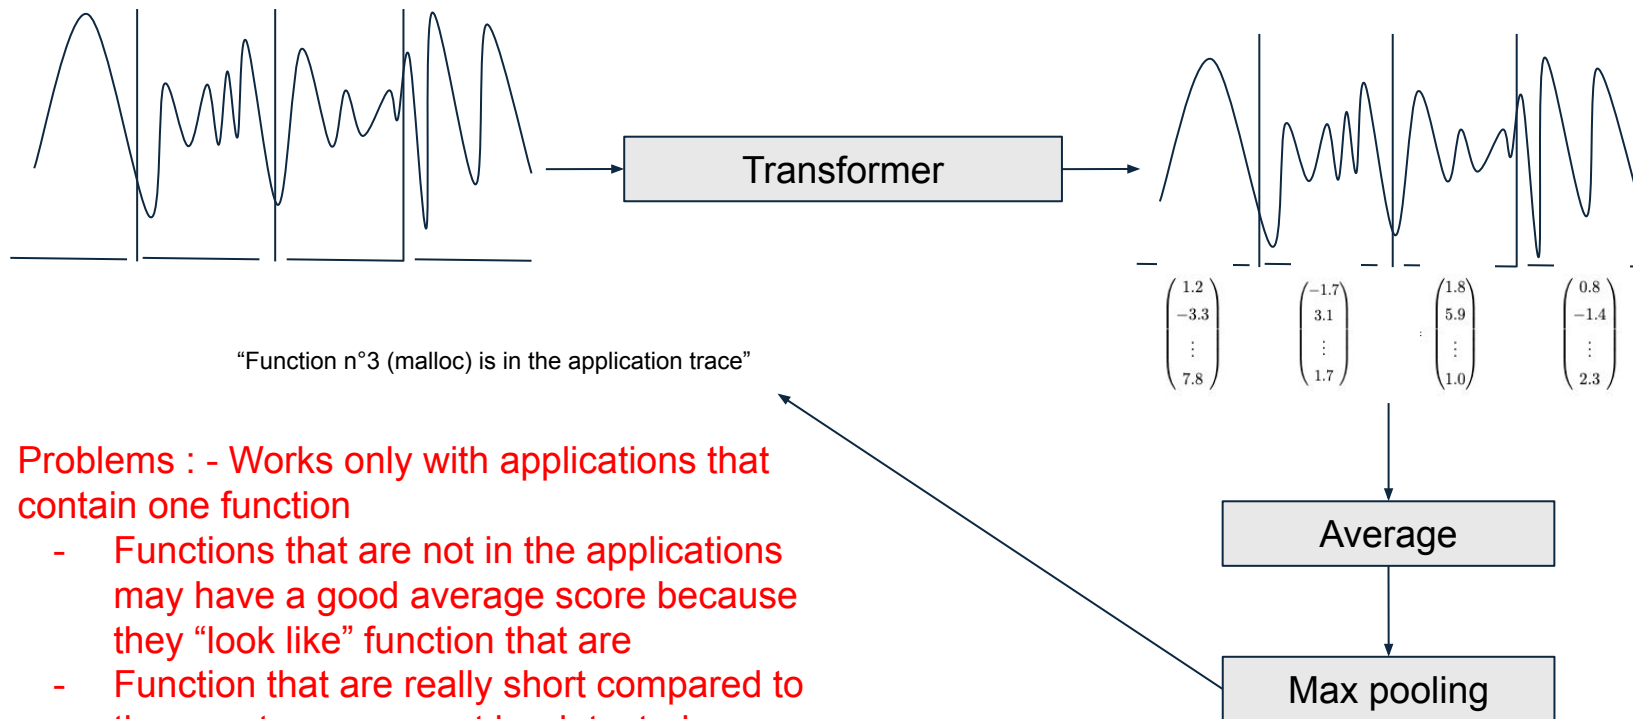 Transformer
1.2
−3.3
⋮
7.8
−1.7
3.1
⋮
1.7
:
1.8
5.9
⋮
1.0
0.8
−1.4
⋮
2.3
“Function n°3 (malloc) is in the application trace”
Problems : - Works only with applications that
contain one function
- Functions that are not in the applications
may have a good average score because
they “look like” function that are
- Function that are really short compared to
Average
Max pooling